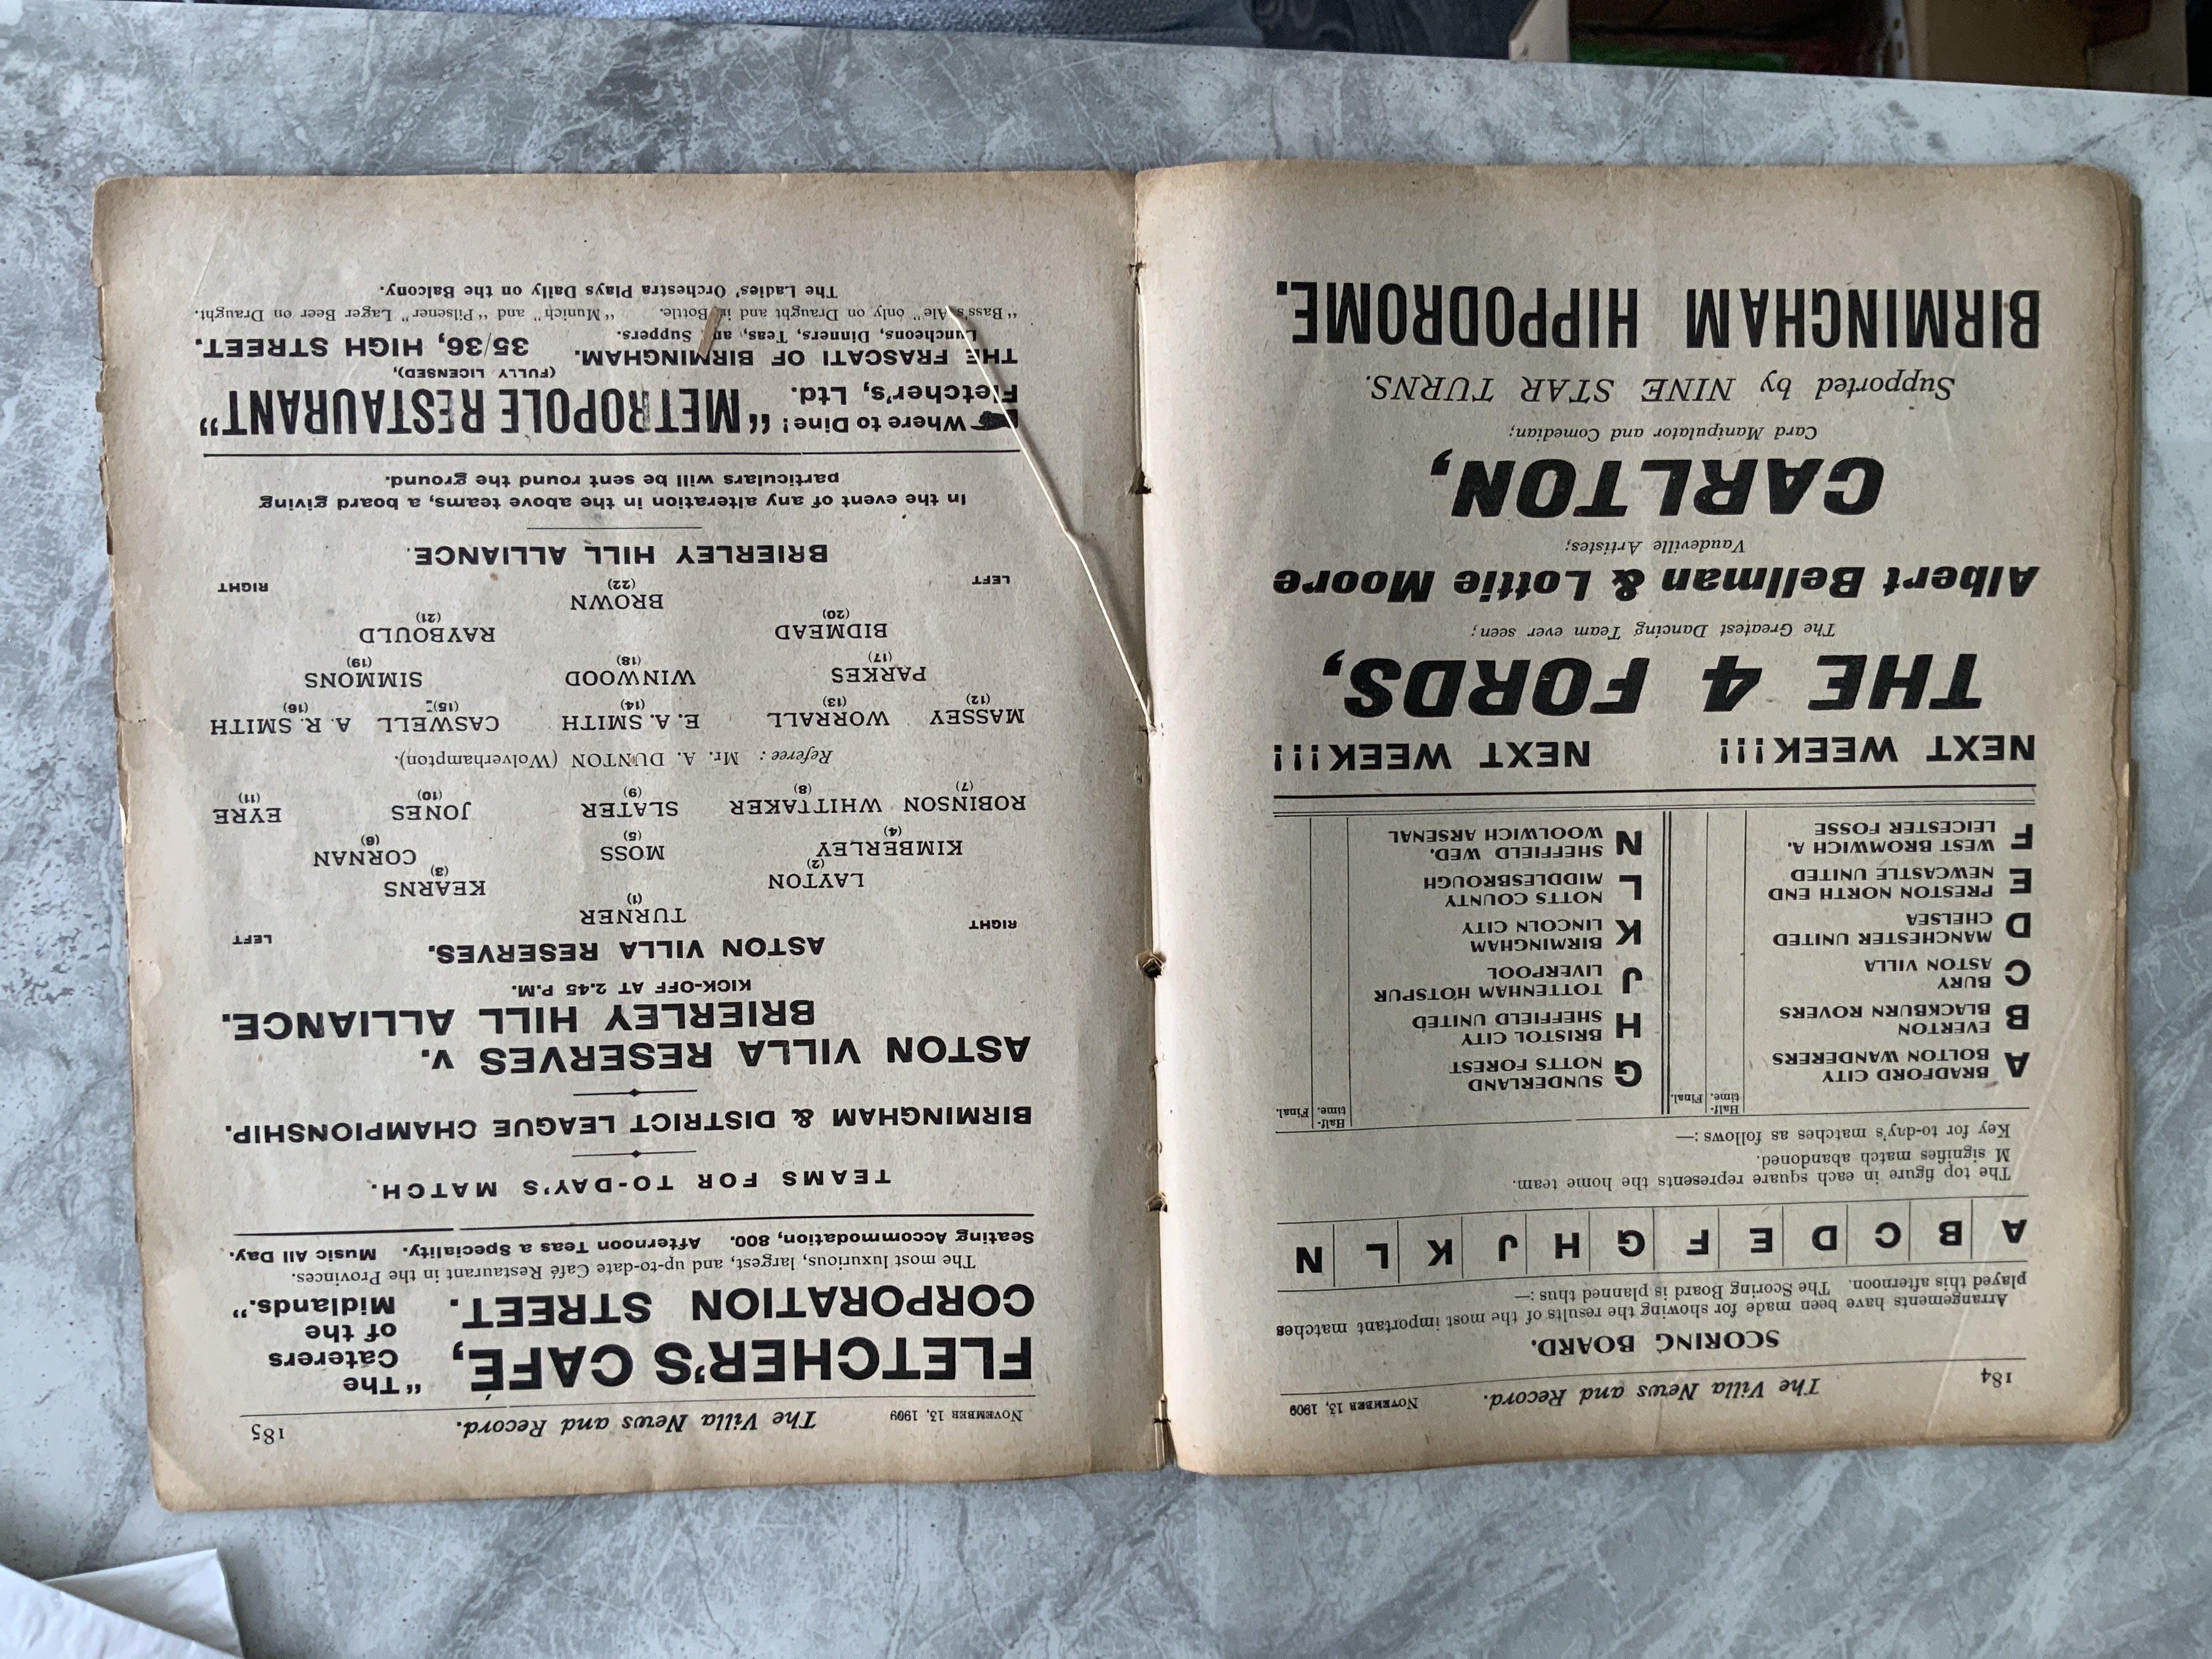 184
The Villa News and Record.
NOVEMBER 13, 1909
SCORING BOARD.
Arrangements have been made for showing the results of the most important matches
played this afternoon. The Scoring Board is planned thus :—
A B C D E F G H J K L N
The top figure in each square represents the home team.
M signifies match abandoned.
Key for to-day's matches as follows :—
Half-time. Final.
A BRADFORD CITY
BOLTON WANDERERS
B EVERTON
BLACKBURN ROVERS
C BURY
ASTON VILLA
D MANCHESTER UNITED
CHELSEA
E PRESTON NORTH END
NEWCASTLE UNITED
F WEST BROMWICH A.
LEICESTER FOSSE
Half-time. Final.
G SUNDERLAND
NOTTS FOREST
H BRISTOL CITY
SHEFFIELD UNITED
J TOTTENHAM HOTSPUR
LIVERPOOL
K BIRMINGHAM
LINCOLN CITY
L NOTTS COUNTY
MIDDLESBROUGH
N SHEFFIELD WED.
WOOLWICH ARSENAL
NEXT WEEK!!! NEXT WEEK!!!
THE 4 FORDS,
The Greatest Dancing Team ever seen;
Albert Bellman & Lottie Moore
Vaudeville Artistes;
CARLTON,
Card Manipulator and Comedian;
Supported by NINE STAR TURNS.
BIRMINGHAM HIPPODROME.
NOVEMBER 13, 1909
The Villa News and Record.
185
FLETCHER'S CAFÉ,
CORPORATION STREET.
"The
Caterers
of the
Midlands."
The most luxurious, largest, and up-to-date Café Restaurant in the Provinces.
Seating Accommodation, 800. Afternoon Teas a Speciality. Music All Day.
TEAMS FOR TO-DAY'S MATCH.
BIRMINGHAM & DISTRICT LEAGUE CHAMPIONSHIP.
ASTON VILLA RESERVES v.
BRIERLEY HILL ALLIANCE.
KICK-OFF AT 2.45 P.M.
ASTON VILLA RESERVES.
RIGHT LEFT
TURNER
(1)
LAYTON KEARNS
(2) (3)
KIMBERLEY MOSS CORNAN
(4) (5) (6)
ROBINSON WHITTAKER SLATER JONES EYRE
(7) (8) (9) (10) (11)
Referee : Mr. A. DUNTON (Wolverhampton).
MASSEY WORRALL E. A. SMITH CASWELL A. R. SMITH
(12) (13) (14) (15) (16)
PARKES WINWOOD SIMMONS
(17) (18) (19)
BIDMEAD RAYBOULD
(20) (21)
BROWN
(22)
LEFT RIGHT
BRIERLEY HILL ALLIANCE.
In the event of any alteration in the above teams, a board giving
particulars will be sent round the ground.
Where to Dine!
Fletcher's, Ltd.
"METROPOLE RESTAURANT"
(FULLY LICENSED),
THE FRASCATI OF BIRMINGHAM. 35/36, HIGH STREET.
Luncheons, Dinners, Teas, and Suppers.
"Bass's Ale" only on Draught and in Bottle. "Munich" and "Pilsener" Lager Beer on Draught.
The Ladies' Orchestra Plays Daily on the Balcony.